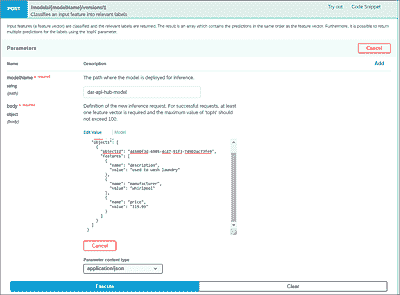 POST /models/{modelName}/versions/1 Try out Code Snippet
Classifies an input feature into relevant labels
Input features (a feature vector) are classified and the relevant labels are returned. The result is an array which contains the predictions in the same order as the feature vector. Furthermore, it is possible to return
multiple predictions for the labels using the 'topN' parameter.
Parameters Cancel
Name Description Add
modelName * required The path where the model is deployed for inference.
string
(path) dar-api-hub-model
body * required Definition of the new inference request. For successful requests, at least
object one feature vector is required and the maximum value of 'topN' should
(body) not exceed 100.
Edit Value Model
"objects": [
{
"objectId":
"features": [
{
"name": "description",
"value": "used to wash laundry"
},
{
"name": "manufacturer",
"value": "whirlpool"
},
{
"name": "price",
"value": "119.99"
}
]
}
]
}
Cancel
Parameter content type
application/json
Execute Clear